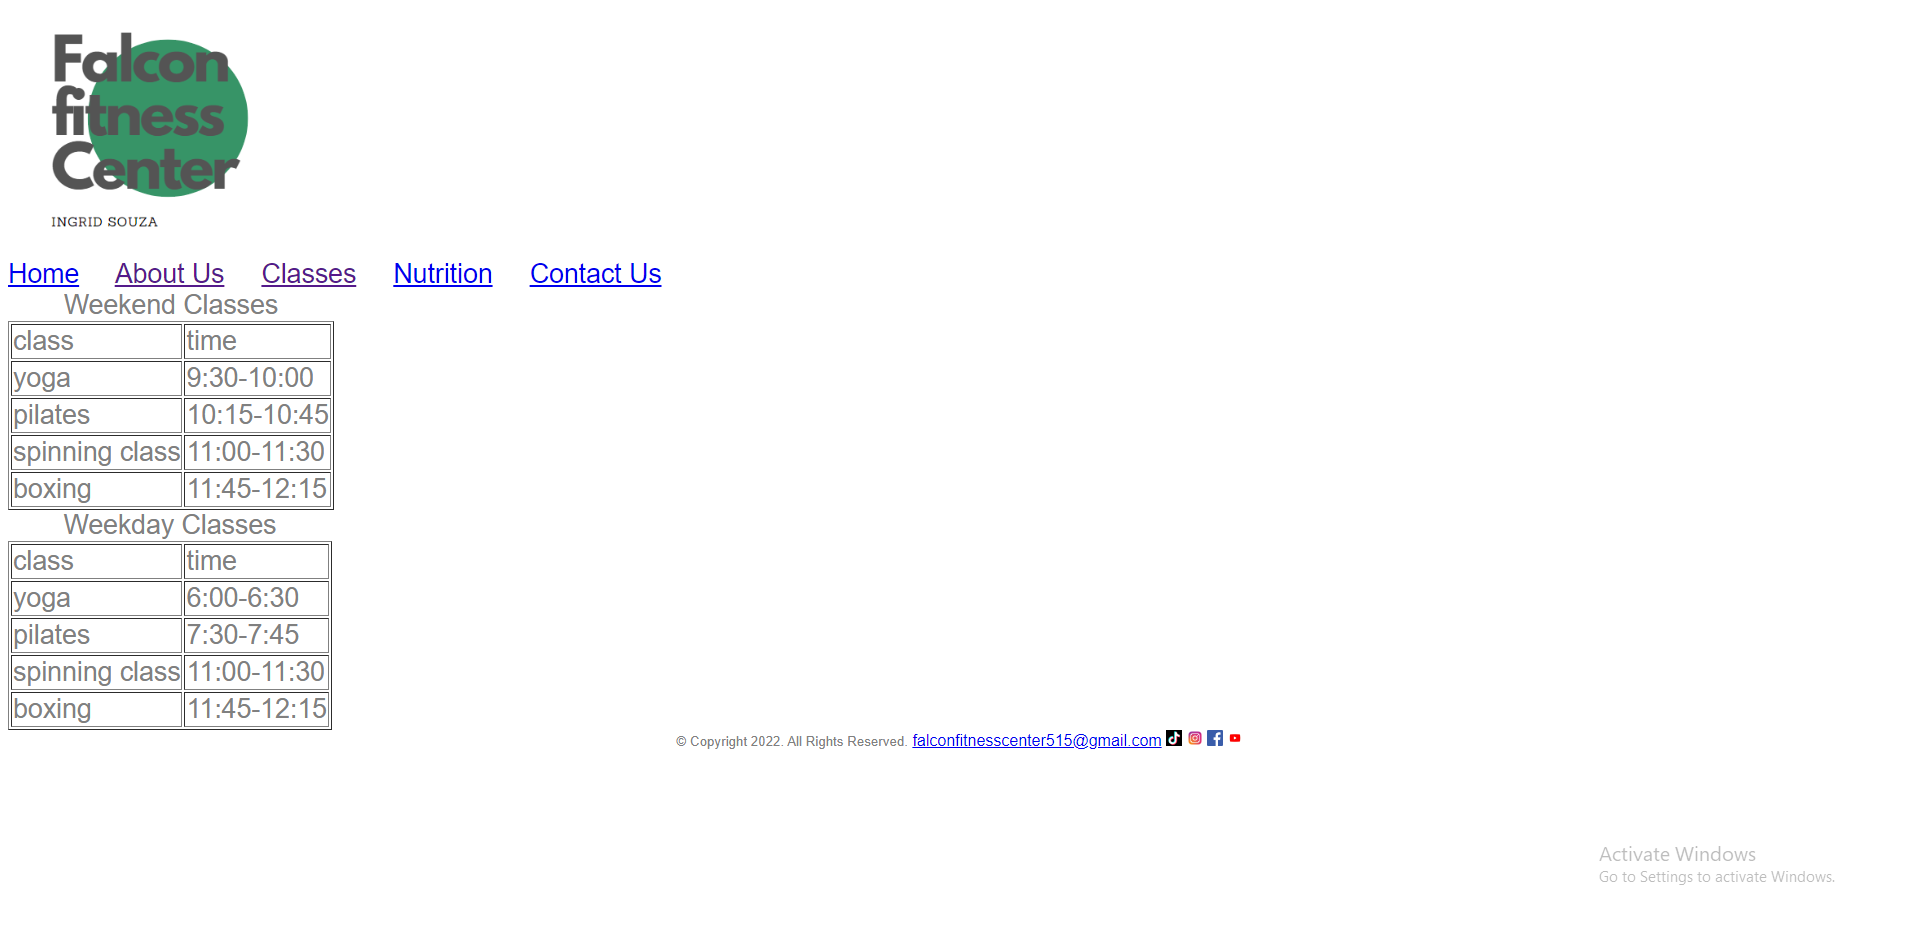 Falcon
fitness
Center
INGRID SOUZA
Home About Us Classes Nutrition Contact Us
Weekend Classes
class time
yoga 9:30-10:00
pilates 10:15-10:45
spinning class 11:00-11:30
boxing 11:45-12:15
Weekday Classes
class time
yoga 6:00-6:30
pilates 7:30-7:45
spinning class 11:00-11:30
boxing 11:45-12:15
© Copyright 2022. All Rights Reserved. falconfitnesscenter515@gmail.com
Activate Windows
Go to Settings to activate Windows.